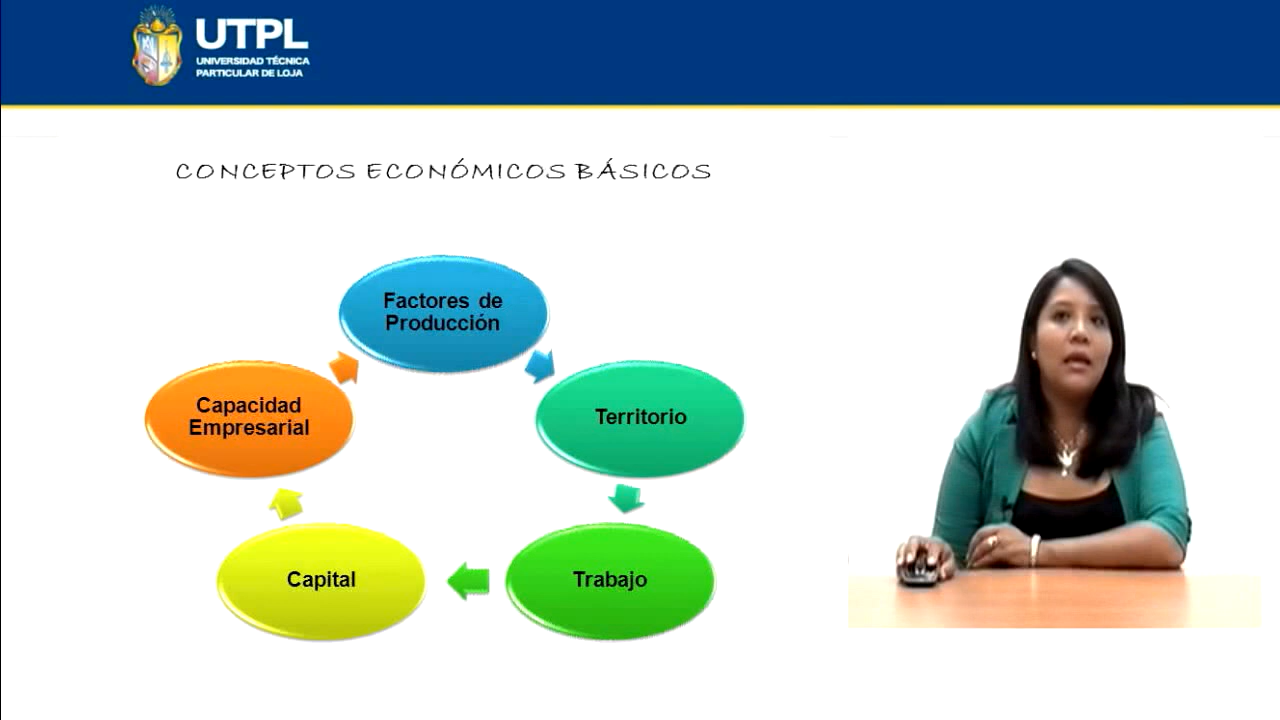 UTPL
UNIVERSIDAD TÉCNICA
PARTICULAR DE LOJA
CONCEPTOS ECONÓMICOS BÁSICOS
Factores de
Producción
Territorio
Trabajo
Capital
Capacidad
Empresarial